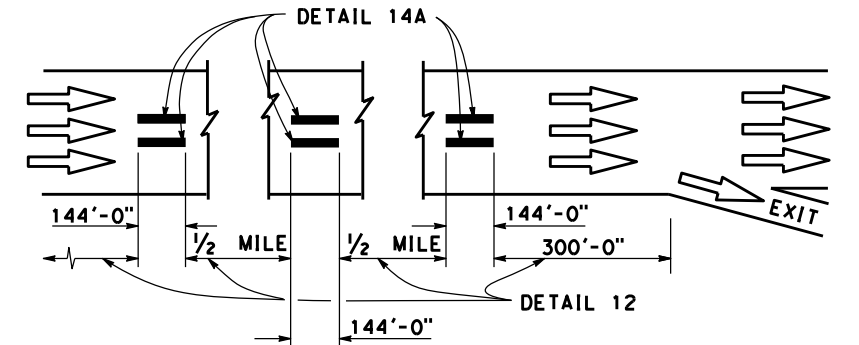 DETAIL 14A
144'-0" 144'-0" EXIT
1/2 MILE 1/2 MILE 300'-0"
DETAIL 12
144'-0"